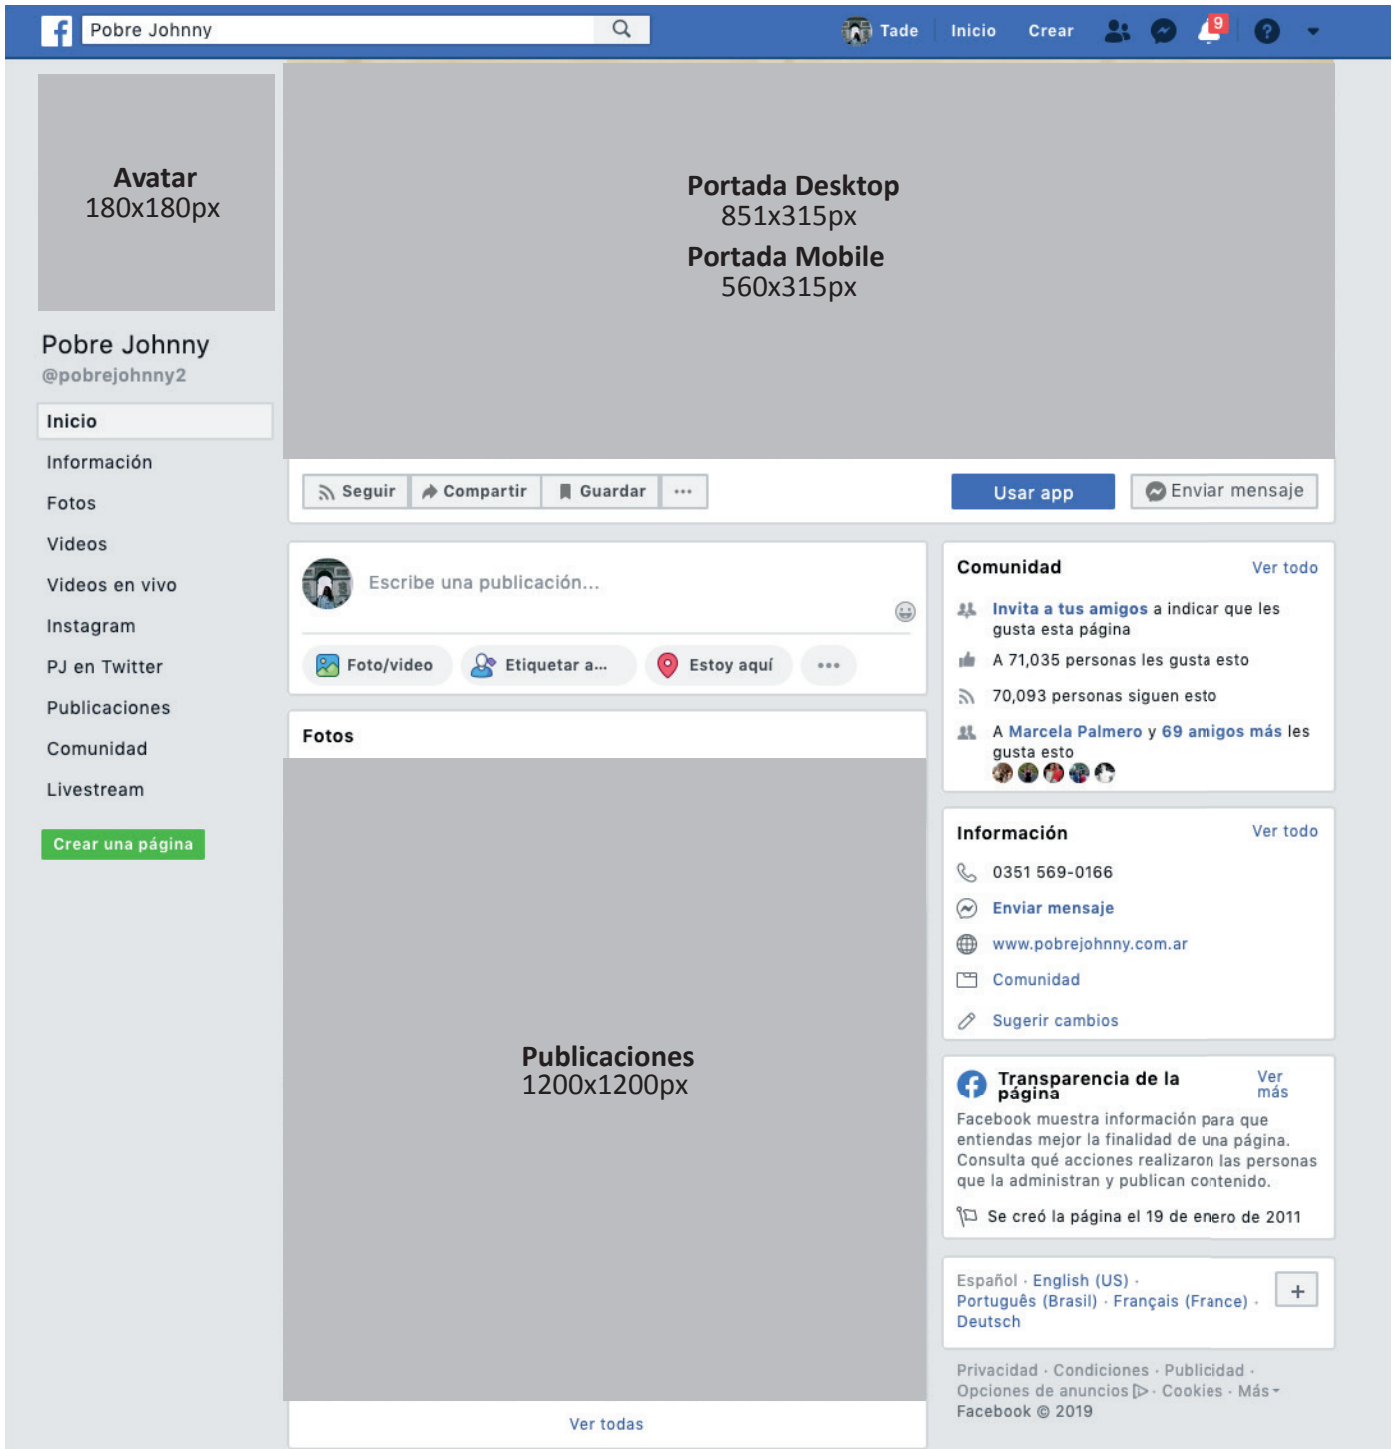 Pobre Johnny
Tade
Inicio
Crear
9
Avatar
180x180px
Portada Desktop
851x315px
Portada Mobile
560x315px
Pobre Johnny
@pobrejohnny2
Inicio
Información
Fotos
Videos
Videos en vivo
Instagram
PJ en Twitter
Publicaciones
Comunidad
Livestream
Crear una página
Seguir
Compartir
Guardar
Usar app
Enviar mensaje
Escribe una publicación...
Foto/video
Etiquetar a...
Estoy aquí
Fotos
Publicaciones
1200x1200px
Ver todas
Comunidad
Ver todo
Invita a tus amigos a indicar que les
gusta esta página
A 71,035 personas les gusta esto
70,093 personas siguen esto
A Marcela Palmero y 69 amigos más les
gusta esto
Información
Ver todo
0351 569-0166
Enviar mensaje
www.pobrejohnny.com.ar
Comunidad
Sugerir cambios
Transparencia de la
página
Ver
más
Facebook muestra información para que
entiendas mejor la finalidad de una página.
Consulta qué acciones realizaron las personas
que la administran y publican contenido.
Se creó la página el 19 de enero de 2011
Español · English (US) ·
Português (Brasil) · Français (France) ·
Deutsch
Privacidad · Condiciones · Publicidad ·
Opciones de anuncios · Cookies · Más
Facebook © 2019